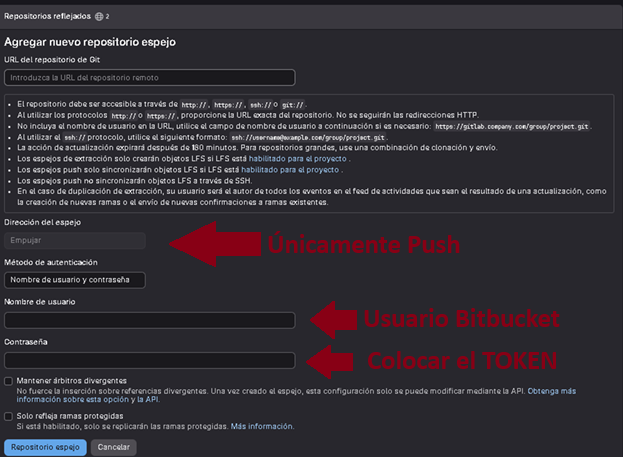 Repositorios reflejados 2
Agregar nuevo repositorio espejo
URL del repositorio de Git
Introduzca la URL del repositorio remoto
El repositorio debe ser accesible a través de http://, https://, ssh:// o git://.
Al utilizar los protocolos http:// o https://, proporcione la URL exacta del repositorio. No se seguirán las redirecciones HTTP.
No incluya el nombre de usuario en la URL, utilice el campo de nombre de usuario a continuación si es necesario: https://gitlab.company.com/group/project.git.
Al utilizar el ssh:// protocolo, utilice el siguiente formato: ssh://username@example.com/group/project.git.
La acción de actualización expirará después de 180 minutos. Para repositorios grandes, use una combinación de clonación y envío.
Los espejos de extracción solo crearán objetos LFS si LFS está habilitado para el proyecto .
Los espejos push solo sincronizarán objetos LFS si LFS está habilitado para el proyecto .
Los espejos push no sincronizarán objetos LFS a través de SSH.
En el caso de duplicación de extracción, su usuario será el autor de todos los eventos en el feed de actividades que sean el resultado de una actualización, como
la creación de nuevas ramas o el envío de nuevas confirmaciones a ramas existentes.
Dirección del espejo
Empujar
Únicamente Push
Método de autenticación
Nombre de usuario y contraseña
Nombre de usuario
Usuario Bitbucket
Contraseña
Colocar el TOKEN
Mantener árbitros divergentes
No fuerce la inserción sobre referencias divergentes. Una vez creado el espejo, esta configuración solo se puede modificar mediante la API. Obtenga más
información sobre esta opción y la API.
Solo refleja ramas protegidas
Si está habilitado, solo se replicarán las ramas protegidas. Más información.
Repositorio espejo Cancelar